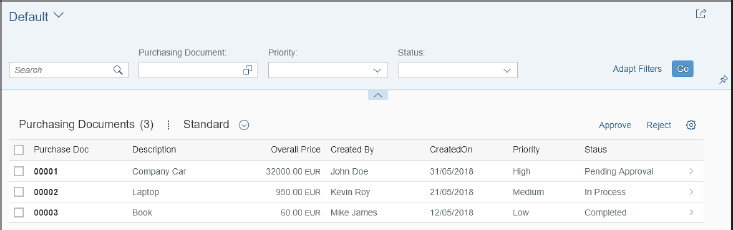 Default
Purchasing Document: Priority: Status:
Search Adapt Filters Go
Purchasing Documents (3) Standard Approve Reject
Purchase Doc Description Overall Price Created By CreatedOn Priority Staus
00001 Company Car 32000.00 EUR John Doe 31/05/2018 High Pending Approval
00002 Laptop 950.00 EUR Kevin Roy 21/05/2018 Medium In Process
00003 Book 60.00 EUR Mike James 12/05/2018 Low Completed